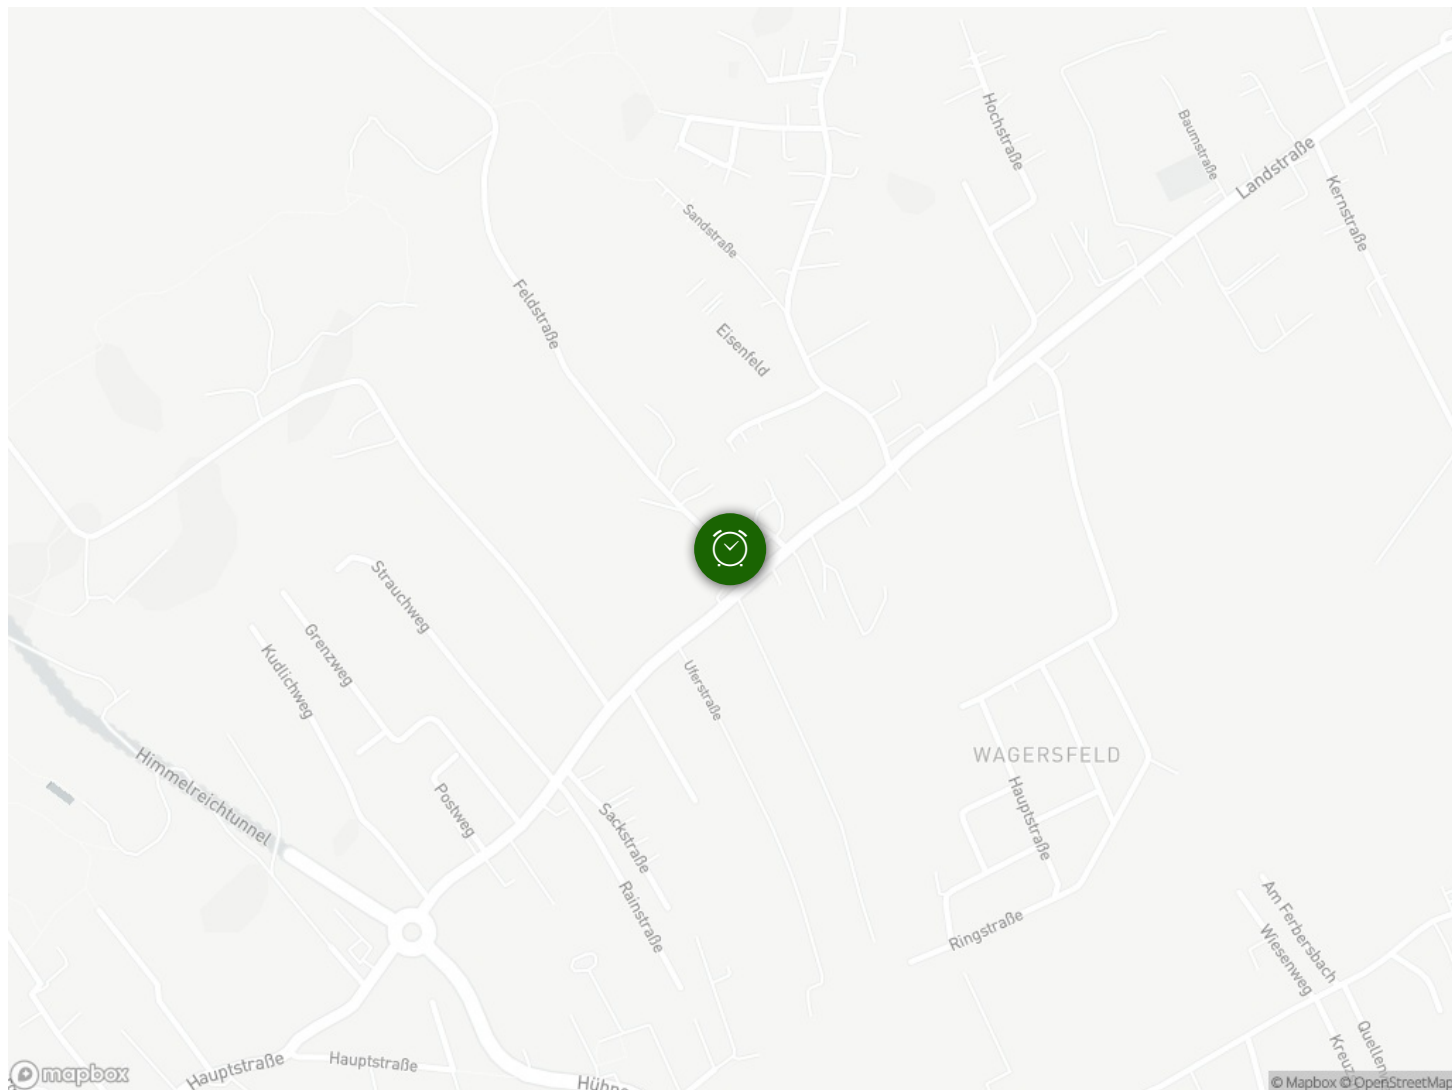 Hochstraße
Baumstraße
Landstraße
Kernstraße
Sandstraße
Feldstraße
Eisenfeld
Strauchweg
Grenzweg
Kudlichweg
Uferstraße
WAGERSFELD
Himmelreichtunnel
Postweg
Sackstraße
Hauptstraße
Rainstraße
Ringstraße
Am Ferbersbach
Wiesenweg
Hauptstraße
Hauptstraße
mapbox
© Mapbox © OpenStreetMap